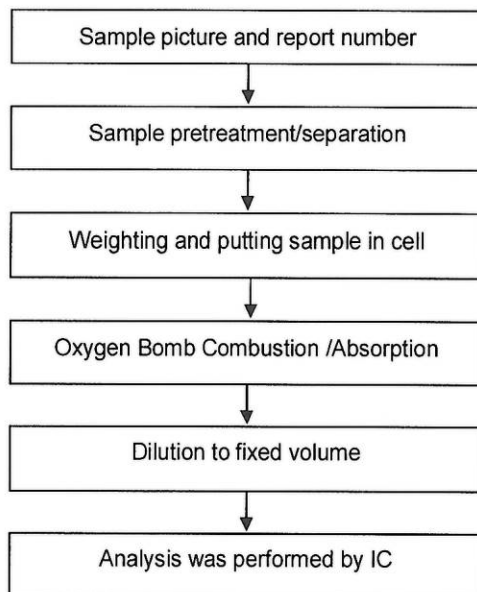 Sample picture and report number
Sample pretreatment/separation
Weighting and putting sample in cell
Oxygen Bomb Combustion /Absorption
Dilution to fixed volume
Analysis was performed by IC